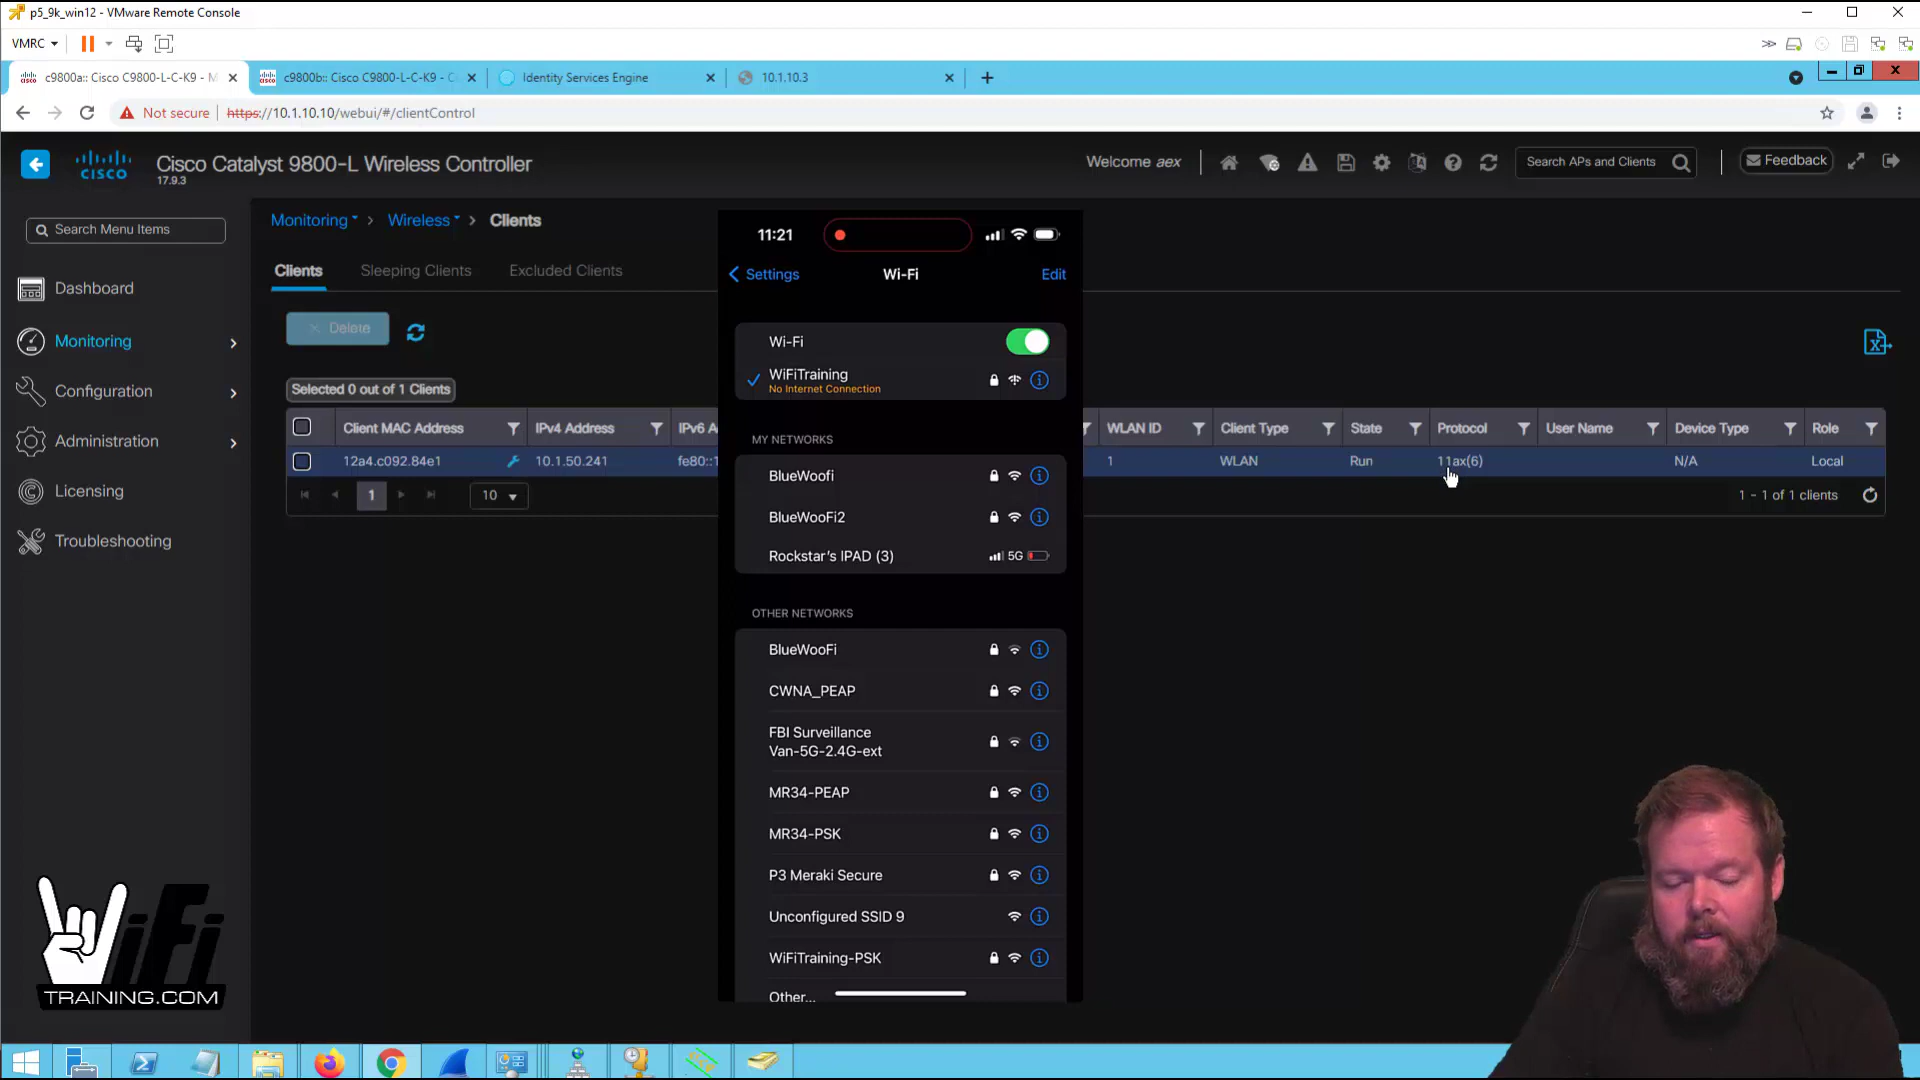 p5_9k_win12 - VMware Remote Console
VMRC
c9800a:: Cisco C9800-L-C-K9 - M
c9800b:: Cisco C9800-L-C-K9 - C
Identity Services Engine
10.1.10.3
Not secure
https://10.1.10.10/webui/#/clientControl
CISCO
Cisco Catalyst 9800-L Wireless Controller
17.9.3
Welcome aex
Search APs and Clients
Feedback
Search Menu Items
Dashboard
Monitoring
Configuration
Administration
Licensing
Troubleshooting
Monitoring > Wireless > Clients
Clients
Sleeping Clients
Excluded Clients
Delete
Selected 0 out of 1 Clients
Client MAC Address
IPv4 Address
IPv6 A
WLAN ID
Client Type
State
Protocol
User Name
Device Type
Role
12a4.c092.84e1
10.1.50.241
fe80::1
1
WLAN
Run
11ax(6)
N/A
Local
1
10
1 - 1 of 1 clients
11:21
Settings
Wi-Fi
Edit
Wi-Fi
WiFiTraining
No Internet Connection
MY NETWORKS
BlueWoofi
BlueWooFi2
Rockstar's IPAD (3)
5G
OTHER NETWORKS
BlueWooFi
CWNA_PEAP
FBI Surveillance
Van-5G-2.4G-ext
MR34-PEAP
MR34-PSK
P3 Meraki Secure
Unconfigured SSID 9
WiFiTraining-PSK
Other...
WiFi
TRAINING.COM